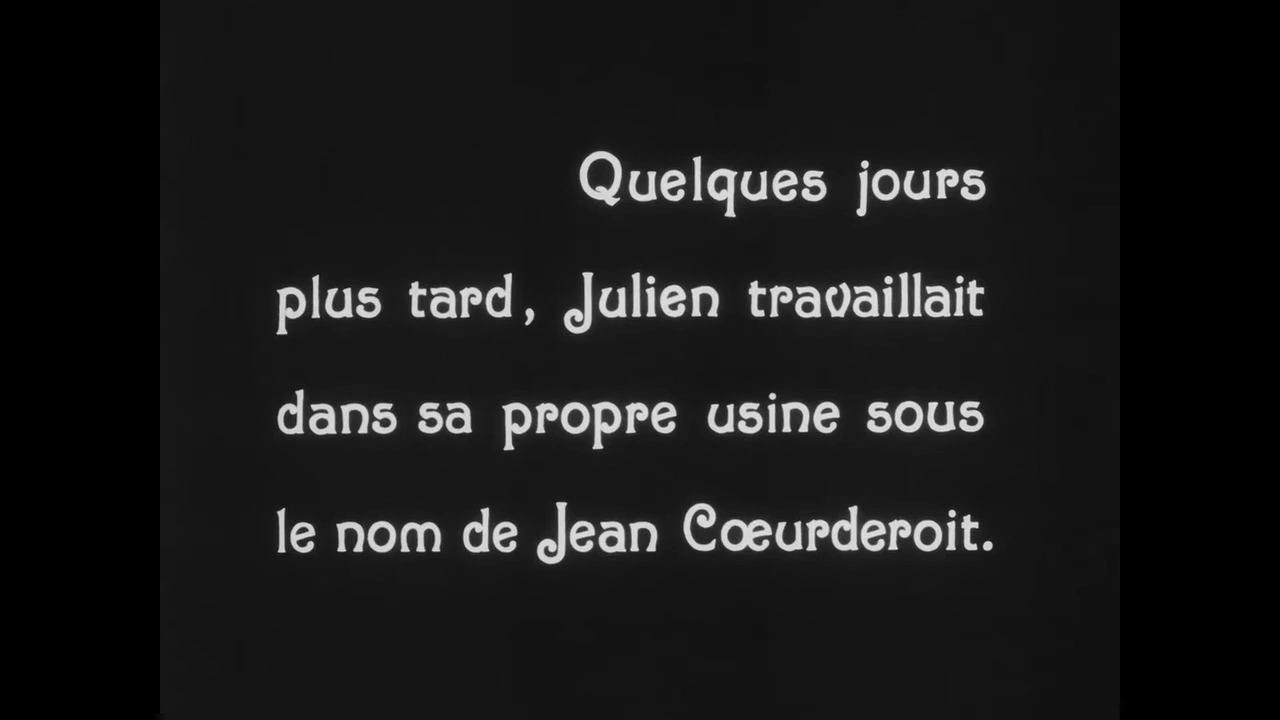 Quelques jours
plus tard, Julien travaillait
dans sa propre usine sous
le nom de Jean Cœurderoit.